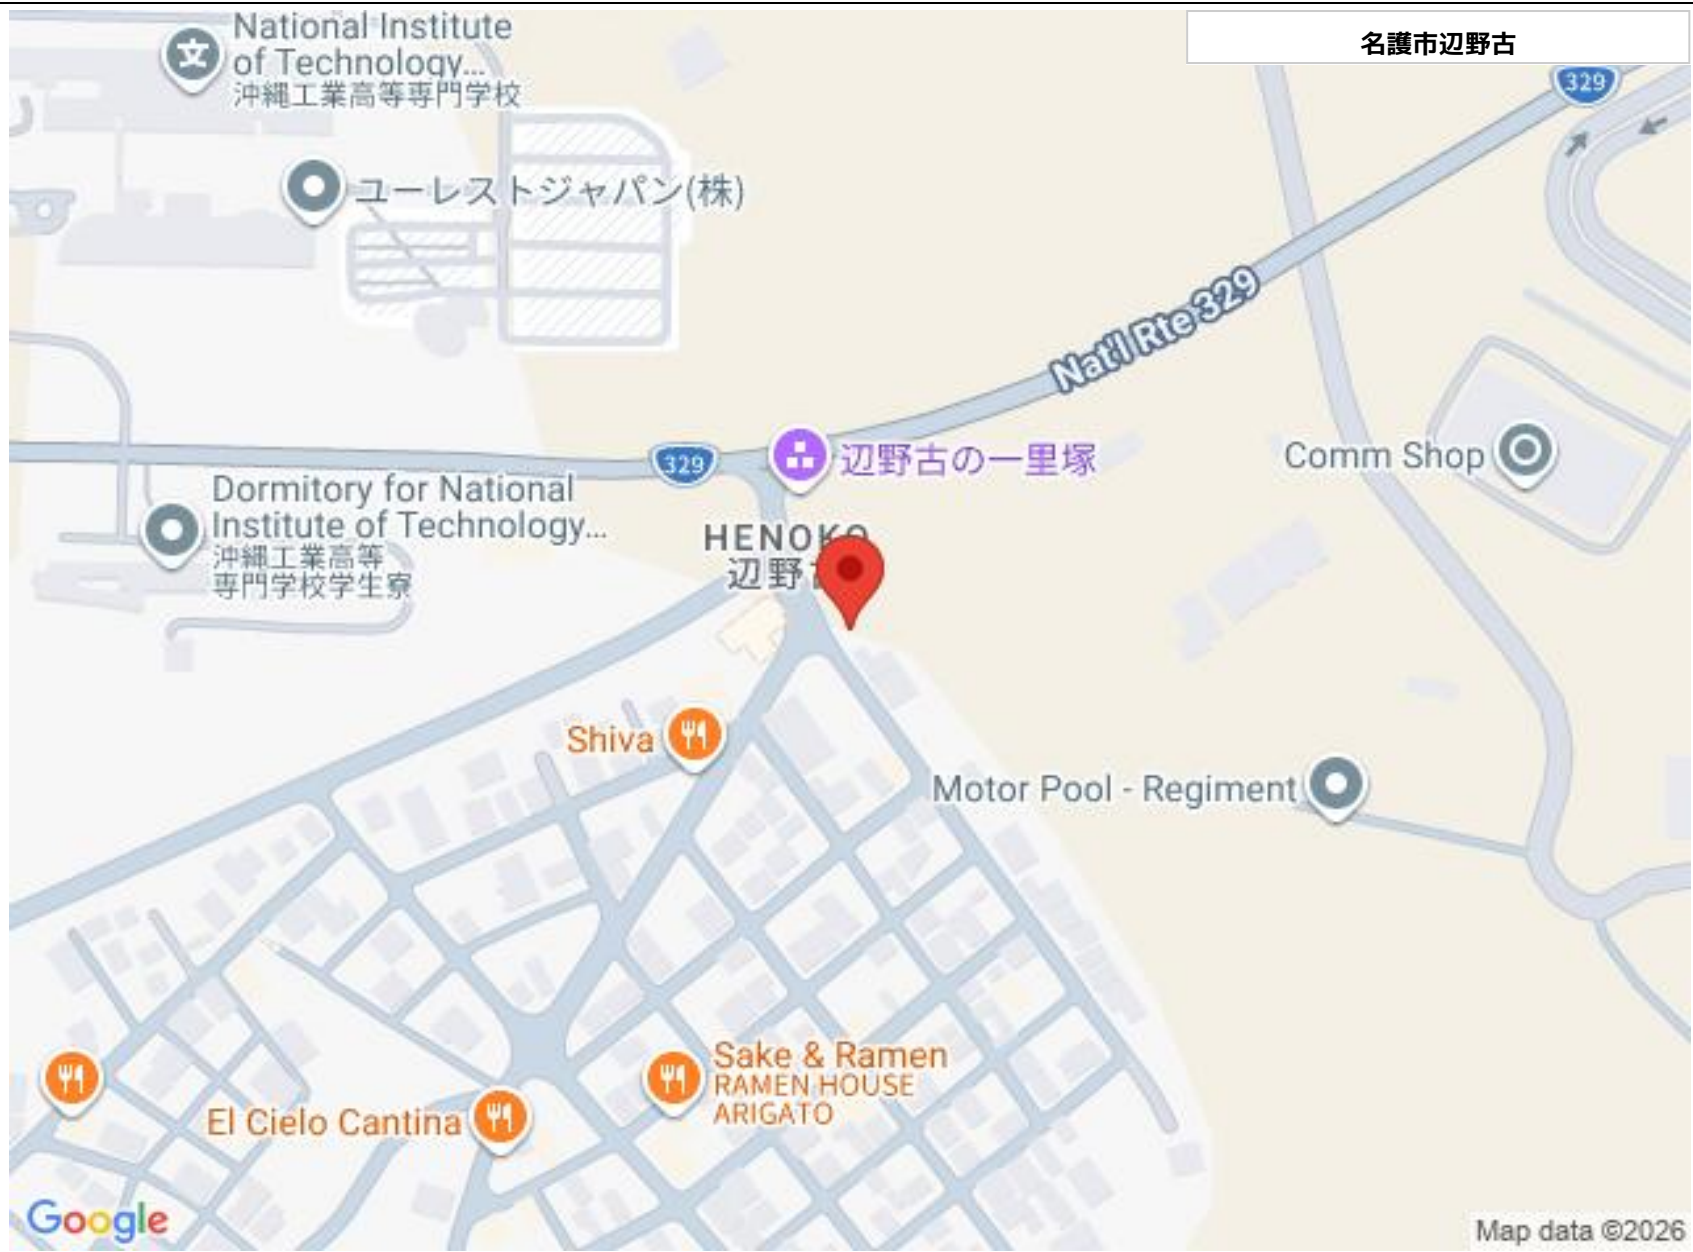 National Institute
of Technology...
沖縄工業高等専門学校
名護市辺野古
329
ユーレストジャパン(株)
Nat'l Rte 329
329
辺野古の一里塚
Comm Shop
Dormitory for National
Institute of Technology...
沖縄工業高等
専門学校学生寮
HENOKO
辺野古
Shiva
Motor Pool - Regiment
Sake & Ramen
RAMEN HOUSE
ARIGATO
El Cielo Cantina
Google
Map data ©2026